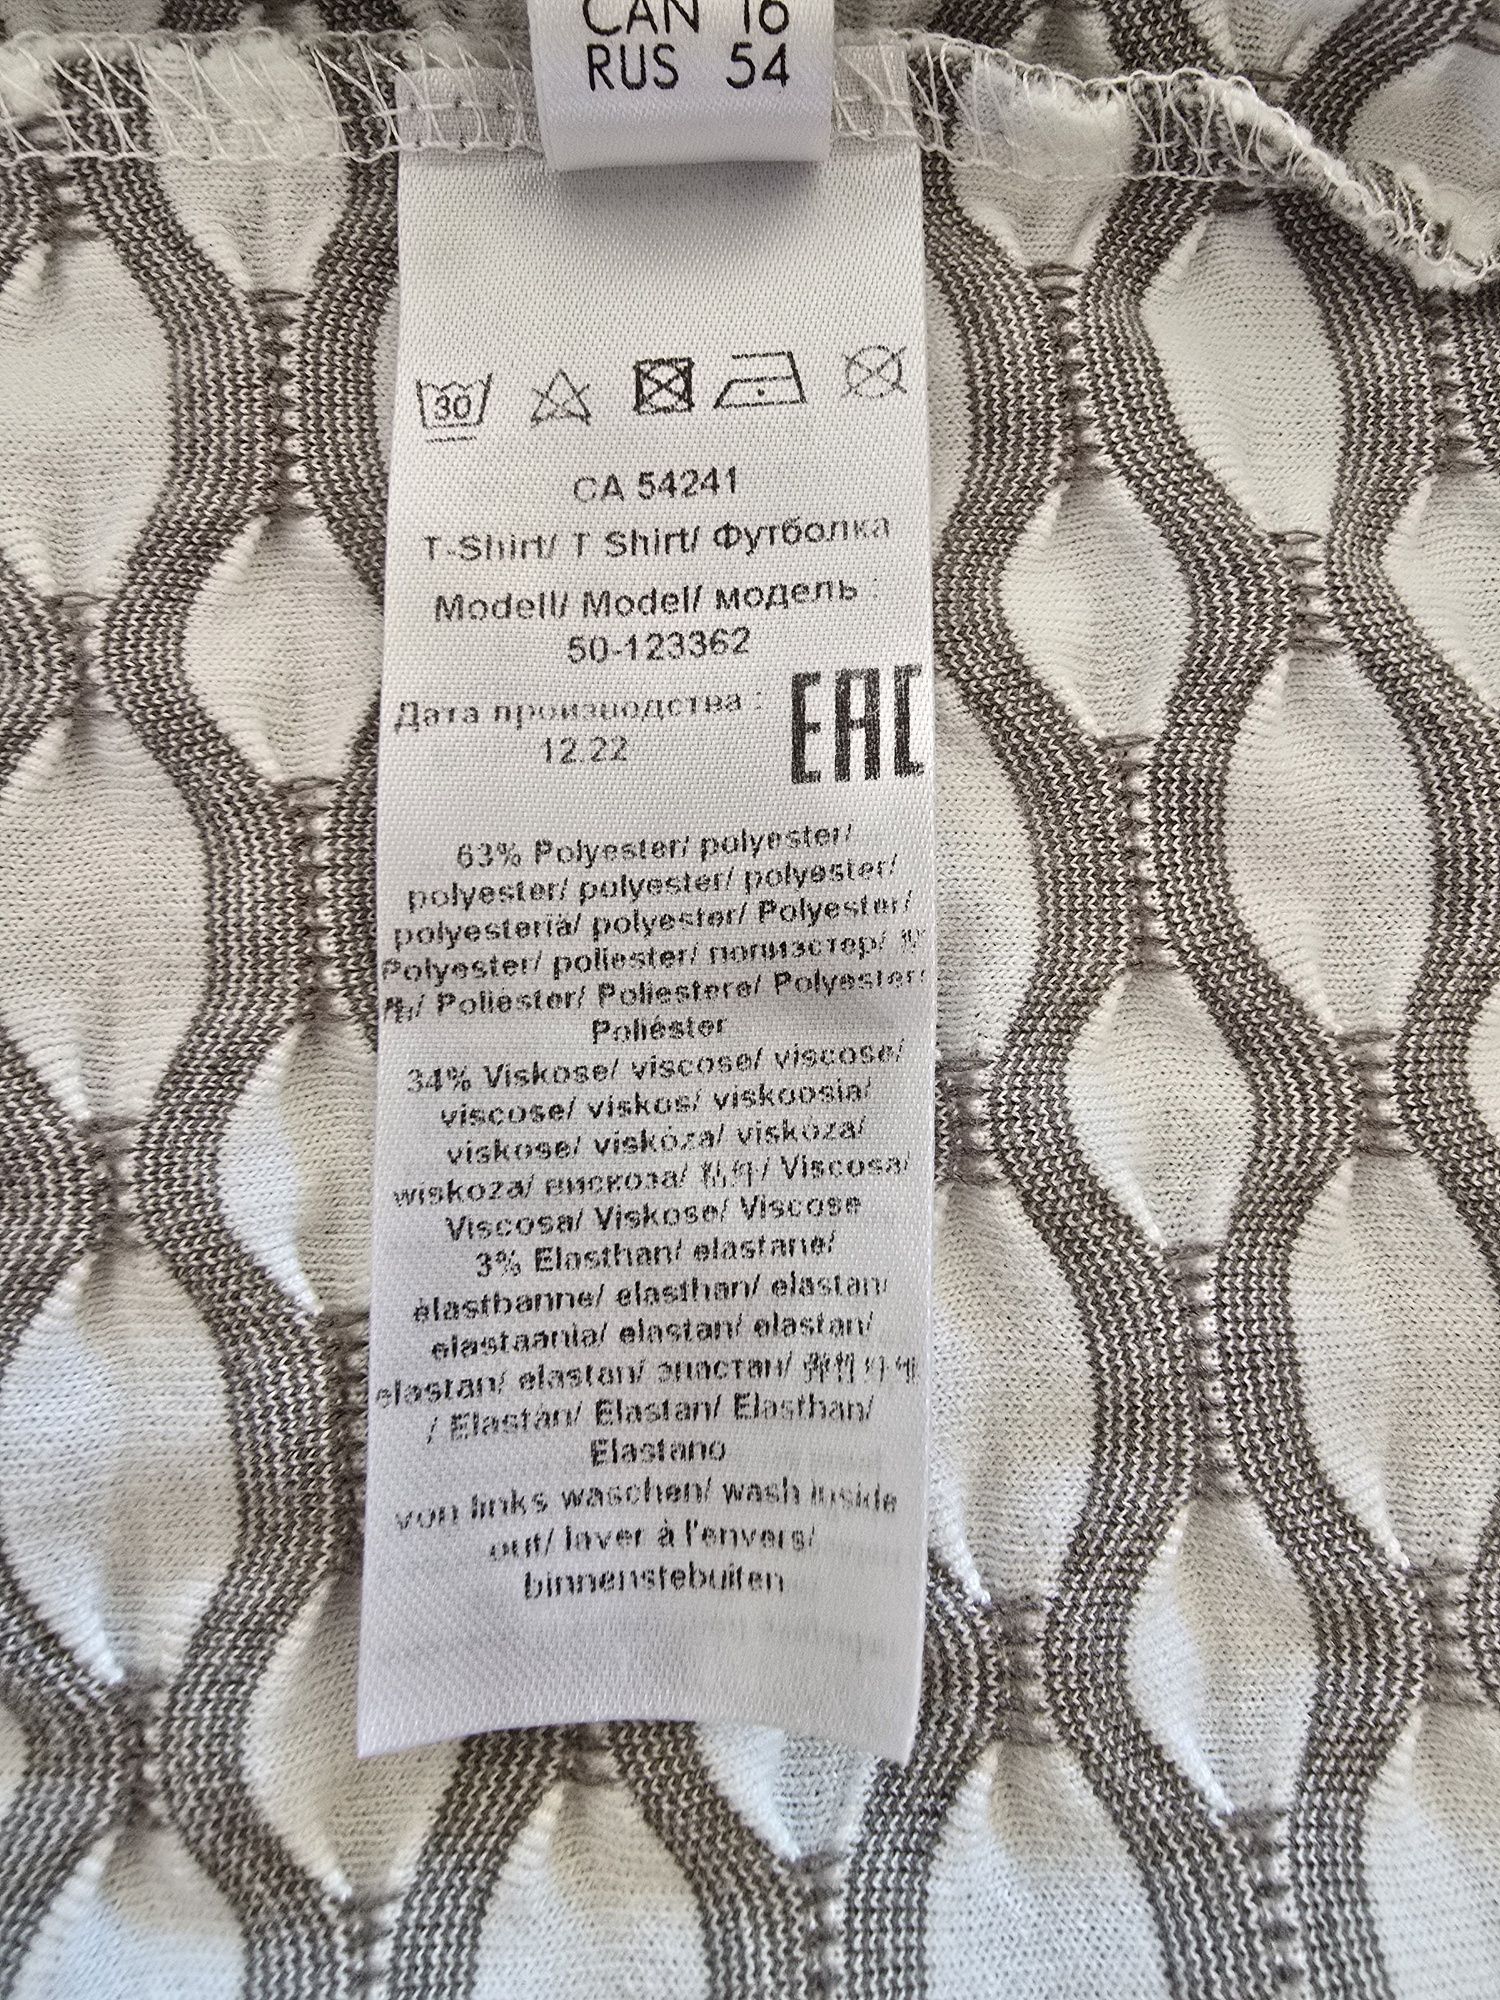 CAN 16
RUS 54
30
CA 54241
T-Shirt/ T Shirt/ Футболка
Modell/ Model/ модель :
50-123362
Дата производства :
12.22
EAC
63% Polyester/ polyester/
polyester/ polyester/ polyester/
polyesteriä/ polyester/ Polyester/
Polyester/ poliester/ полиэстер/
Poliéster/ Poliestere/ Polyester/
Poliéster
34% Viskose/ viscose/ viscose/
viscose/ viskos/ viskoosia/
viskose/ viskóza/ viskóza/
wiskoza/ вискоза/ Viscosa/
Viscosa/ Viskose/ Viscose
3% Elasthan/ elastane/
élasthanne/ elasthan/ elastan/
elastaania/ elastan/ elastan/
elastan/ elastan/ эластан/
/ Elastán/ Elastan/ Elasthan/
Elastano
von links waschen/ wash inside
out/ laver à l'envers/
binnenstebuiten